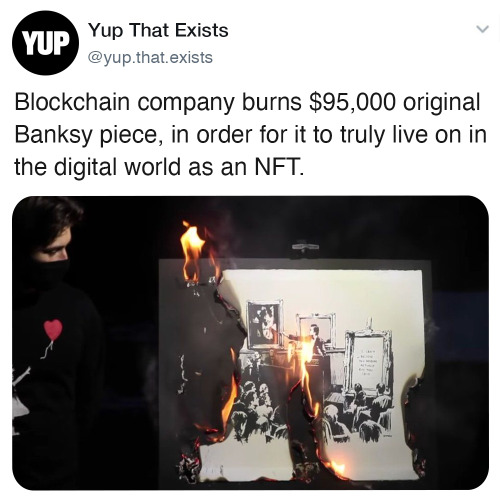 YUP
Yup That Exists
@yup.that.exists
Blockchain company burns $95,000 original
Banksy piece, in order for it to truly live on in
the digital world as an NFT.